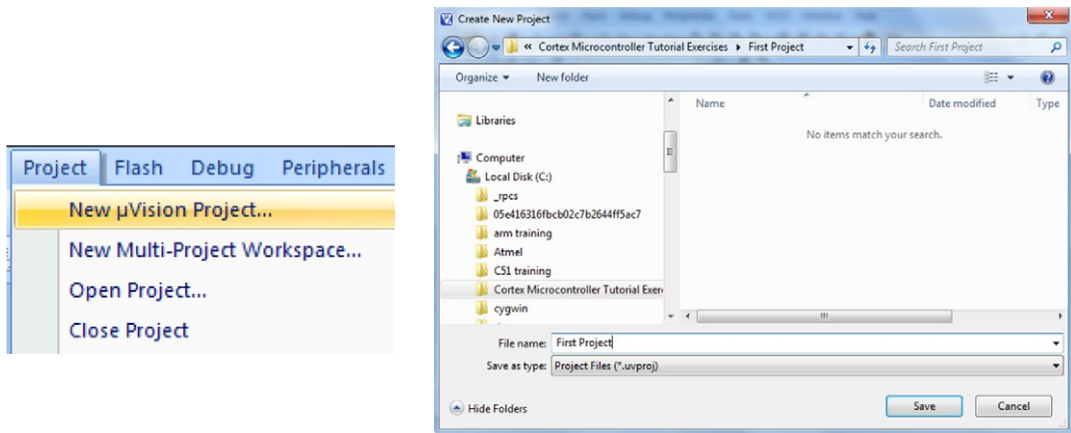 Project Flash Debug Peripherals
New µVision Project...
New Multi-Project Workspace...
Open Project...
Close Project
Create New Project
« Cortex Microcontroller Tutorial Exercises ▸ First Project
Search First Project
Organize ▾ New folder
Libraries
Computer
Local Disk (C:)
_rpcs
05e416316fbcb02c7b2644ff5ac7
arm training
Atmel
C51 training
Cortex Microcontroller Tutorial Exer
cygwin
Name Date modified Type
No items match your search.
File name: First Project
Save as type: Project Files (*.uvproj)
Hide Folders Save Cancel